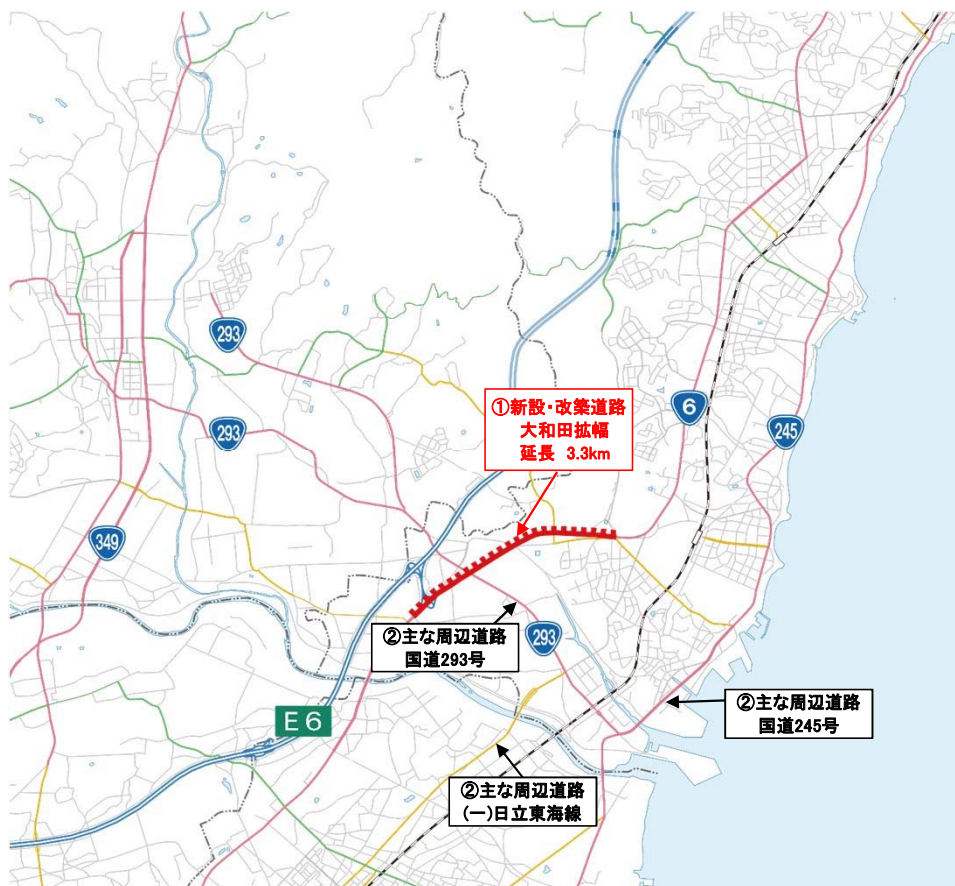 293
①新設・改築道路
大和田拡幅
延長 3.3km
6
293
245
349
②主な周辺道路
国道293号
293
②主な周辺道路
国道245号
E6
②主な周辺道路
(一)日立東海線